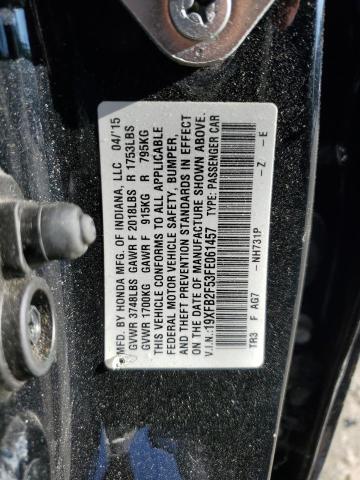 MFD. BY HONDA MFG. OF INDIANA, LLC 04/15
GVWR 3748LBS GAWR F 2018LBS R 1753LBS
GVWR 1700KG GAWR F 915KG R 795KG
THIS VEHICLE CONFORMS TO ALL APPLICABLE
FEDERAL MOTOR VEHICLE SAFETY, BUMPER,
AND THEFT PREVENTION STANDARDS IN EFFECT
ON THE DATE OF MANUFACTURE SHOWN ABOVE.
V.I.N.:19XFB2F53FE061457 TYPE: PASSENGER CAR
-NH731P -Z -E
TR3 F AG7